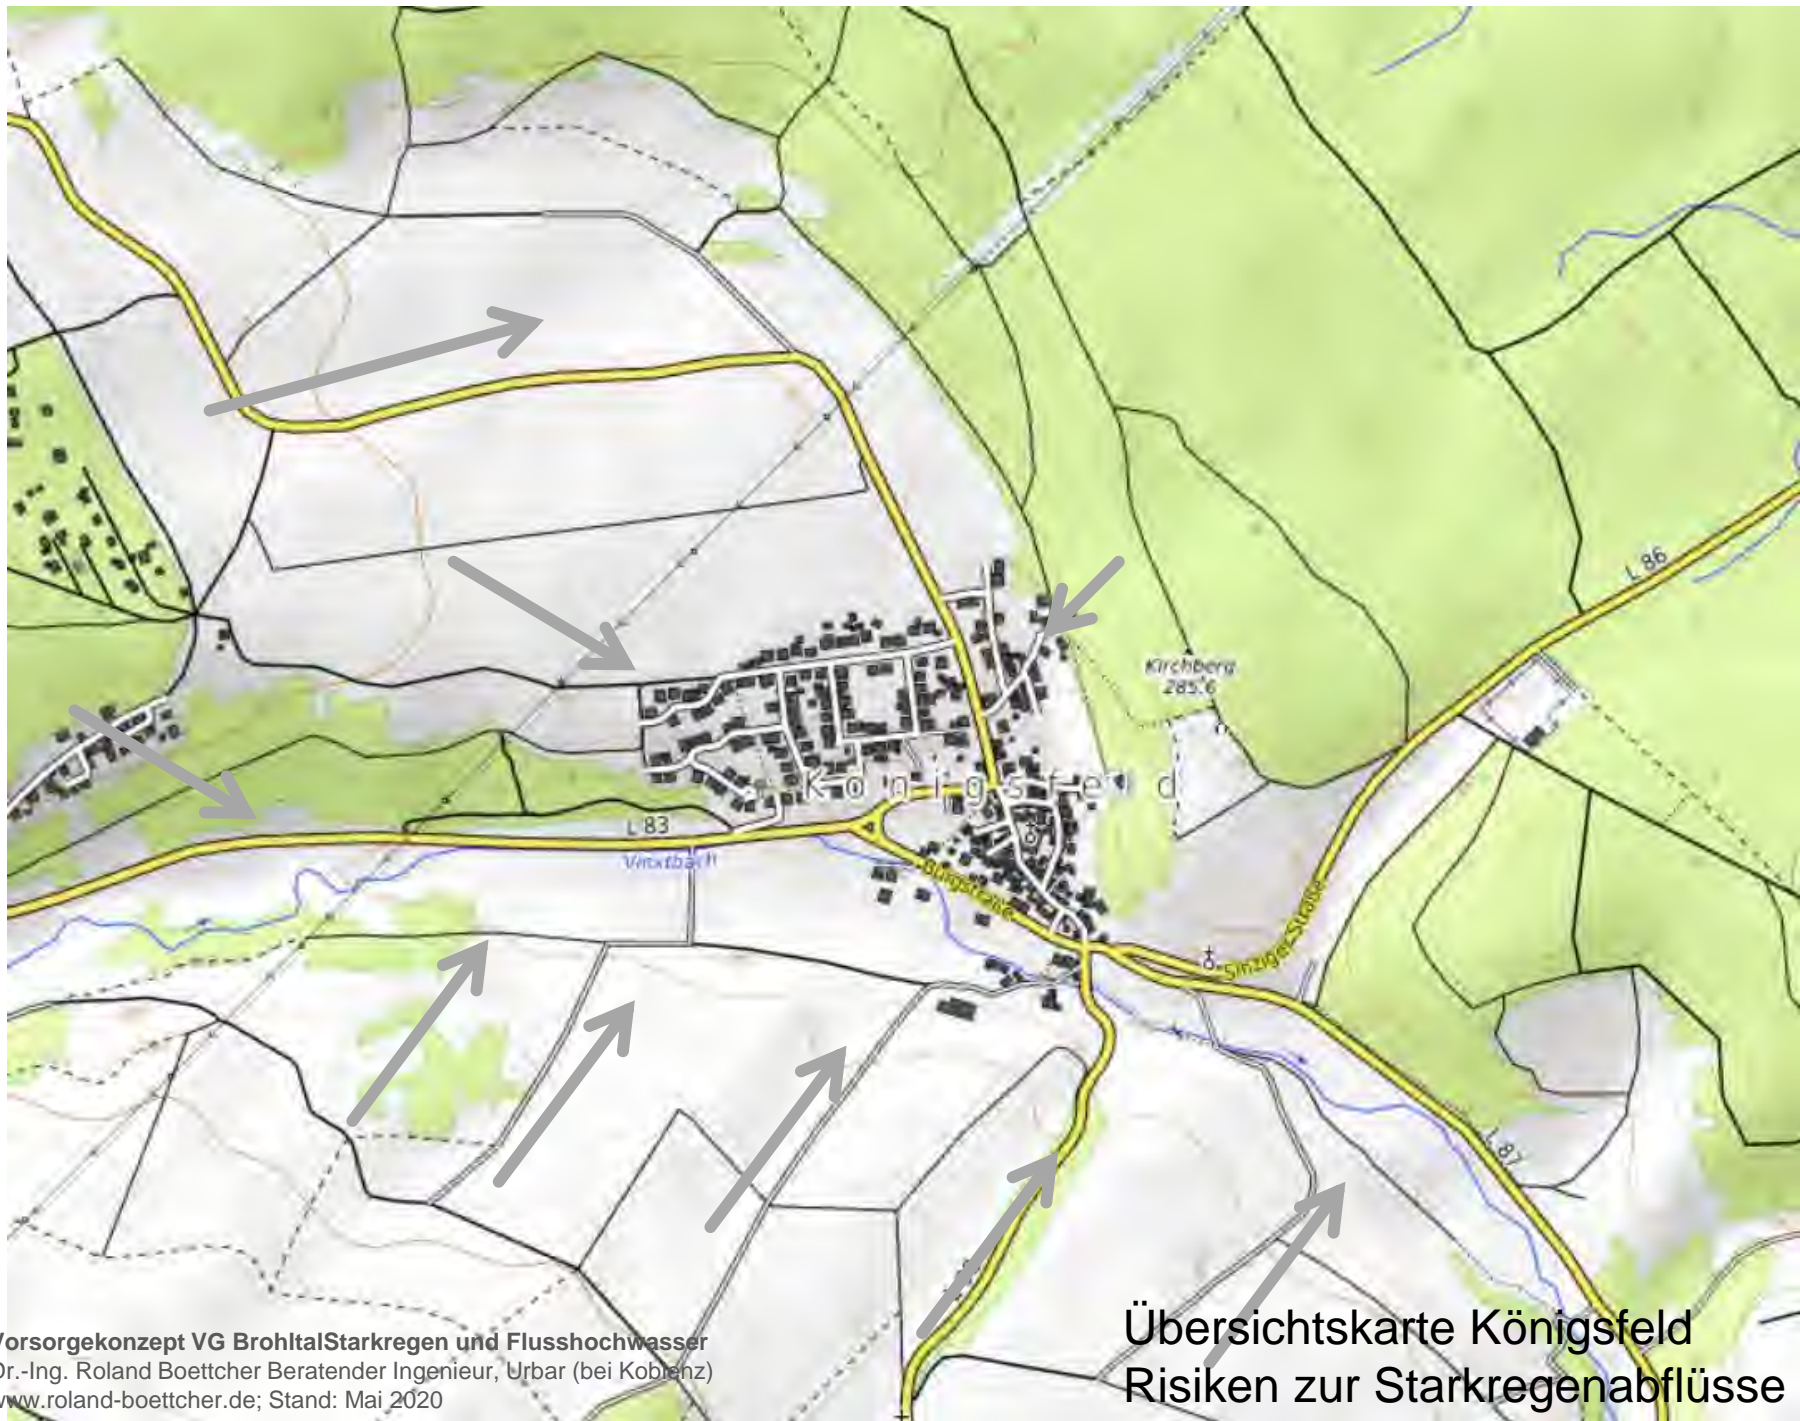 L 86
Kirchberg
285.6
Königsfeld
L 83
Vinxtbach
Burgstraße
Sinziger Straße
L 87
Übersichtskarte Königsfeld
Risiken zur Starkregenabflüsse
Vorsorgekonzept VG BrohltalStarkregen und Flusshochwasser
Dr.-Ing. Roland Boettcher Beratender Ingenieur, Urbar (bei Koblenz)
www.roland-boettcher.de; Stand: Mai 2020